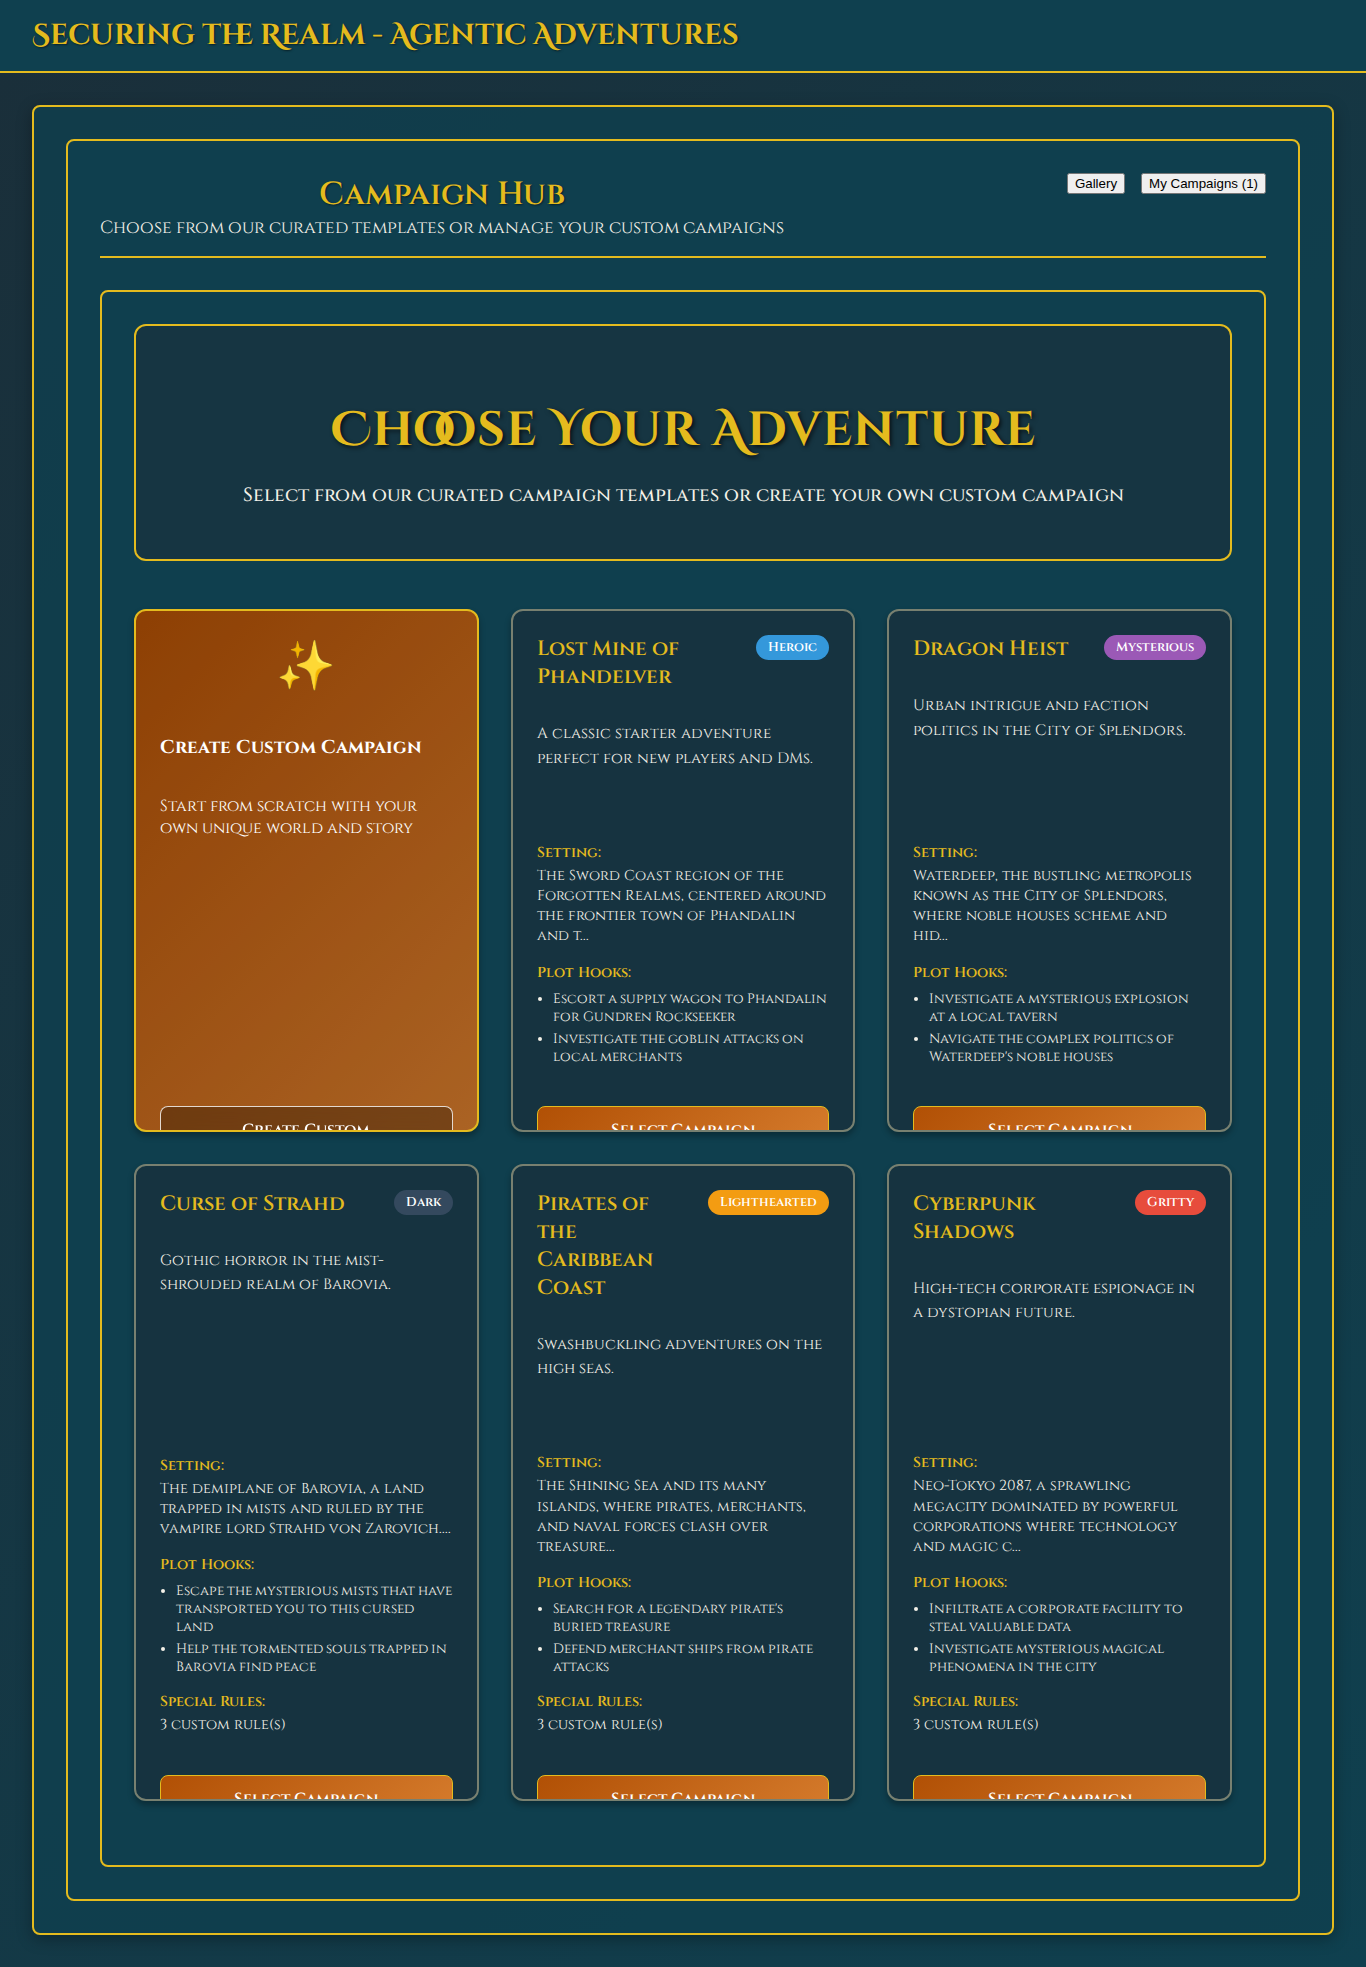 Securing the Realm - Agentic Adventures
Campaign Hub
Choose from our curated templates or manage your custom campaigns
Gallery
My Campaigns (1)
Choose Your Adventure
Select from our curated campaign templates or create your own custom campaign
✨
Create Custom Campaign
Start from scratch with your
own unique world and story
Create Custom
Lost Mine of
Phandelver
Heroic
A classic starter adventure
perfect for new players and DMs.
Setting:
The Sword Coast region of the
Forgotten Realms, centered around
the frontier town of Phandalin
and t...
Plot Hooks:
• Escort a supply wagon to Phandalin
for Gundren Rockseeker
• Investigate the goblin attacks on
local merchants
Select Campaign
Dragon Heist
Mysterious
Urban intrigue and faction
politics in the City of Splendors.
Setting:
Waterdeep, the bustling metropolis
known as the City of Splendors,
where noble houses scheme and
hid...
Plot Hooks:
• Investigate a mysterious explosion
at a local tavern
• Navigate the complex politics of
Waterdeep's noble houses
Select Campaign
Curse of Strahd
Dark
Gothic horror in the mist-
shrouded realm of Barovia.
Setting:
The demiplane of Barovia, a land
trapped in mists and ruled by the
vampire lord Strahd von Zarovich....
Plot Hooks:
• Escape the mysterious mists that have
transported you to this cursed
land
• Help the tormented souls trapped in
Barovia find peace
Special Rules:
3 custom rule(s)
Select Campaign
Pirates of
the
Caribbean
Coast
Lighthearted
Swashbuckling adventures on the
high seas.
Setting:
The Shining Sea and its many
islands, where pirates, merchants,
and naval forces clash over
treasure...
Plot Hooks:
• Search for a legendary pirate's
buried treasure
• Defend merchant ships from pirate
attacks
Special Rules:
3 custom rule(s)
Select Campaign
Cyberpunk
Shadows
Gritty
High-tech corporate espionage in
a dystopian future.
Setting:
Neo-Tokyo 2087, a sprawling
megacity dominated by powerful
corporations where technology
and magic c...
Plot Hooks:
• Infiltrate a corporate facility to
steal valuable data
• Investigate mysterious magical
phenomena in the city
Special Rules:
3 custom rule(s)
Select Campaign